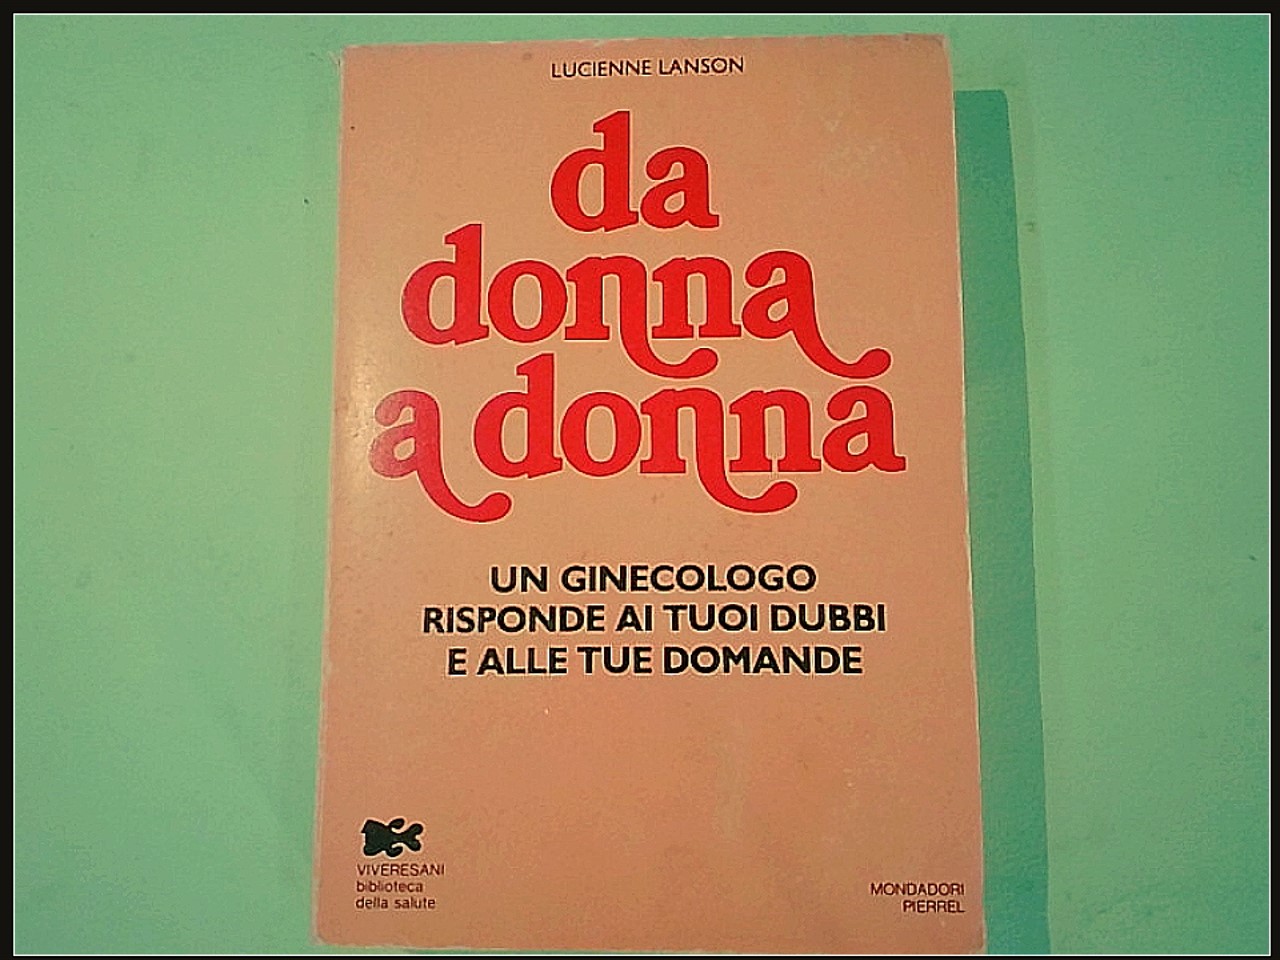 LUCIENNE LANSON
da
donna
a donna
UN GINECOLOGO
RISPONDE AI TUOI DUBBI
E ALLE TUE DOMANDE
VIVERESANI
biblioteca
della salute
MONDADORI
PIERREL